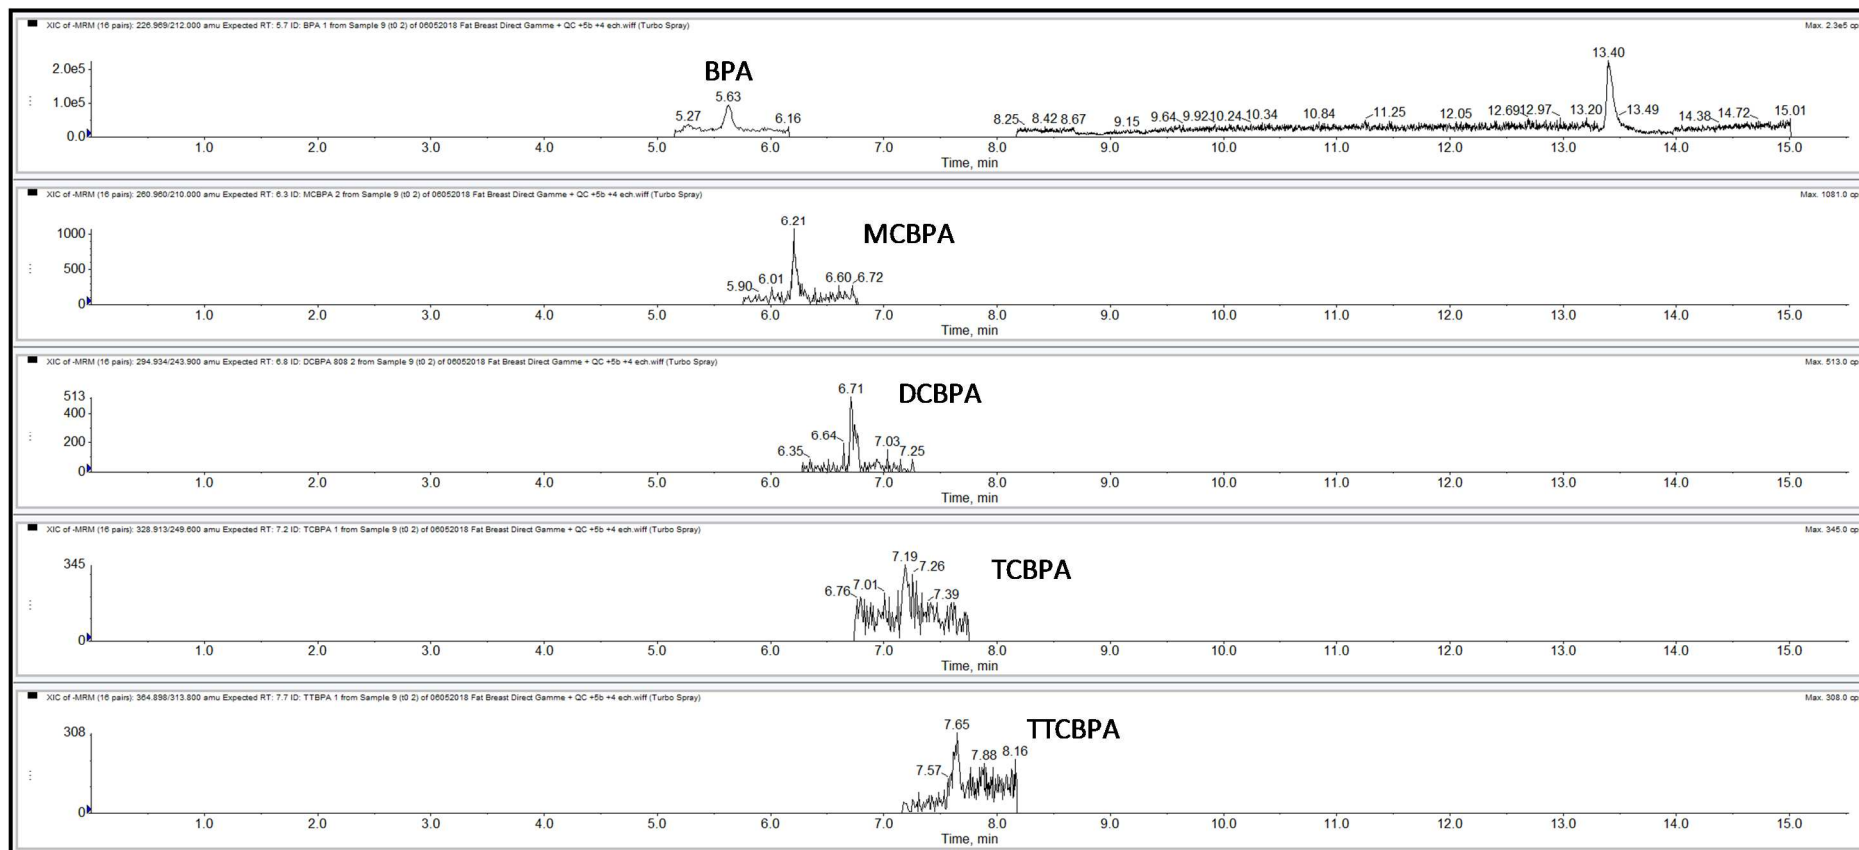 XIC of -MRM (16 pairs): 226.969/212.000 amu Expected RT: 5.7 ID: BPA 1 from Sample 9 (t0 2) of 06052018 Fat Breast Direct Gamme + QC +5b +4 ech.wiff (Turbo Spray) Max. 2.3e5 cp
13.40
2.0e5 BPA
5.63
1.0e5 5.27 6.16 8.25 8.42 8.67 9.15 9.64 9.92 10.24 10.34 10.84 11.25 12.05 12.69 12.97 13.20 13.49 14.38 14.72 15.01
0.0
1.0 2.0 3.0 4.0 5.0 6.0 7.0 8.0 9.0 10.0 11.0 12.0 13.0 14.0 15.0
Time, min
XIC of -MRM (16 pairs): 260.960/210.000 amu Expected RT: 6.3 ID: MCBPA 2 from Sample 9 (t0 2) of 06052018 Fat Breast Direct Gamme + QC +5b +4 ech.wiff (Turbo Spray) Max. 1081.0 cp
6.21
1000 MCBPA
500 5.90 6.01 6.60 6.72
0
1.0 2.0 3.0 4.0 5.0 6.0 7.0 8.0 9.0 10.0 11.0 12.0 13.0 14.0 15.0
Time, min
XIC of -MRM (16 pairs): 294.934/243.900 amu Expected RT: 6.8 ID: DCBPA 808 2 from Sample 9 (t0 2) of 06052018 Fat Breast Direct Gamme + QC +5b +4 ech.wiff (Turbo Spray) Max. 513.0 cp
513 6.71 DCBPA
400
200 6.35 6.64 7.03 7.25
0
1.0 2.0 3.0 4.0 5.0 6.0 7.0 8.0 9.0 10.0 11.0 12.0 13.0 14.0 15.0
Time, min
XIC of -MRM (16 pairs): 328.913/249.600 amu Expected RT: 7.2 ID: TCBPA 1 from Sample 9 (t0 2) of 06052018 Fat Breast Direct Gamme + QC +5b +4 ech.wiff (Turbo Spray) Max. 345.0 cp
345 7.19 7.26 TCBPA
6.76 7.01 7.39
0
1.0 2.0 3.0 4.0 5.0 6.0 7.0 8.0 9.0 10.0 11.0 12.0 13.0 14.0 15.0
Time, min
XIC of -MRM (16 pairs): 364.898/313.800 amu Expected RT: 7.7 ID: TTBPA 1 from Sample 9 (t0 2) of 06052018 Fat Breast Direct Gamme + QC +5b +4 ech.wiff (Turbo Spray) Max. 308.0 cp
308 7.65 TTCBPA
7.57 7.88 8.16
0
1.0 2.0 3.0 4.0 5.0 6.0 7.0 8.0 9.0 10.0 11.0 12.0 13.0 14.0 15.0
Time, min